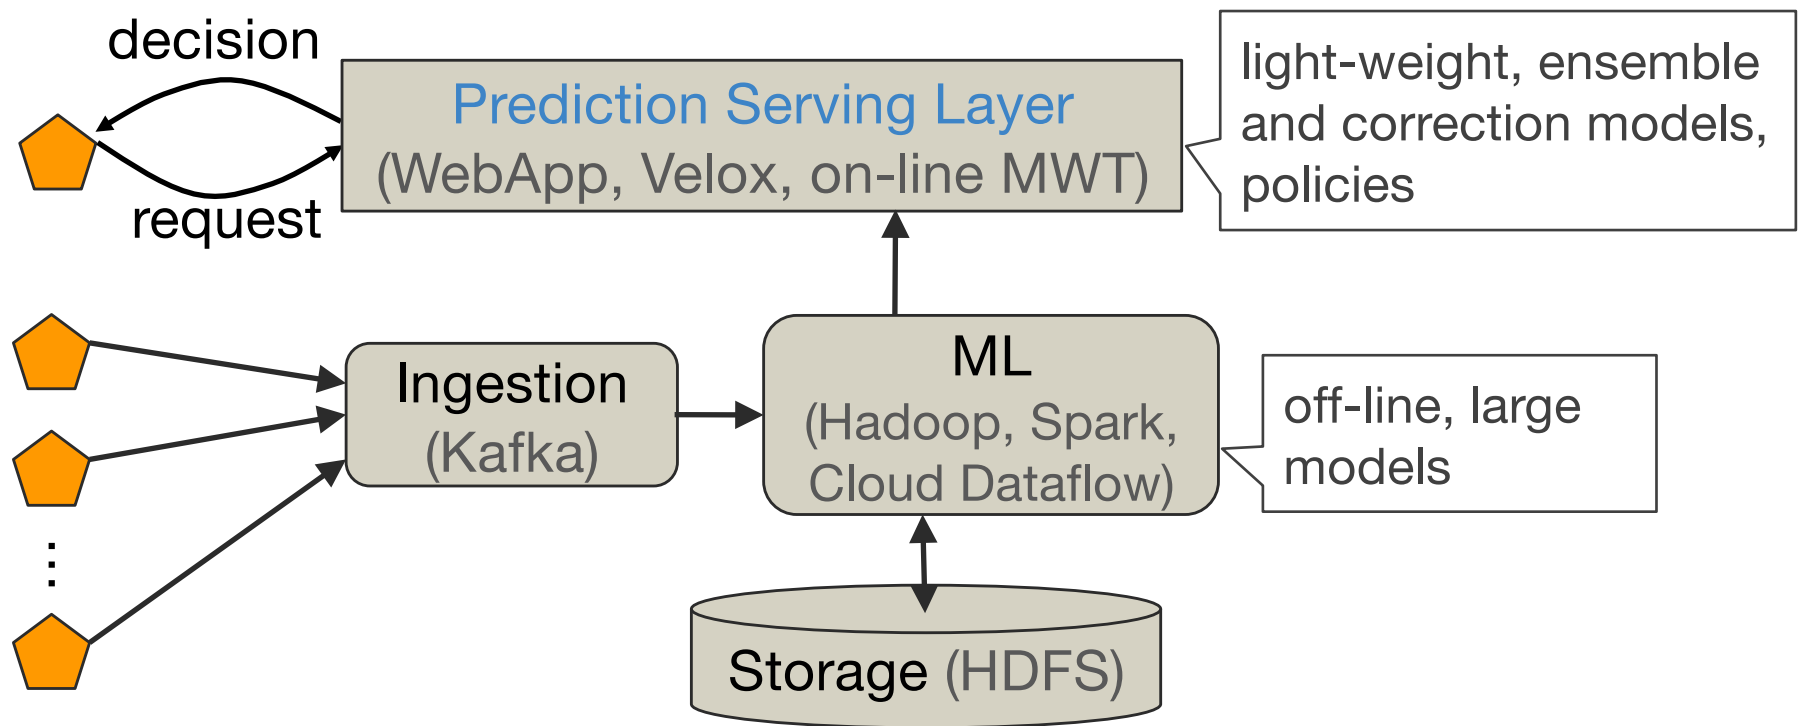 decision
request
Prediction Serving Layer
(WebApp, Velox, on-line MWT)
light-weight, ensemble
and correction models,
policies
Ingestion
(Kafka)
ML
(Hadoop, Spark,
Cloud Dataflow)
off-line, large
models
Storage (HDFS)